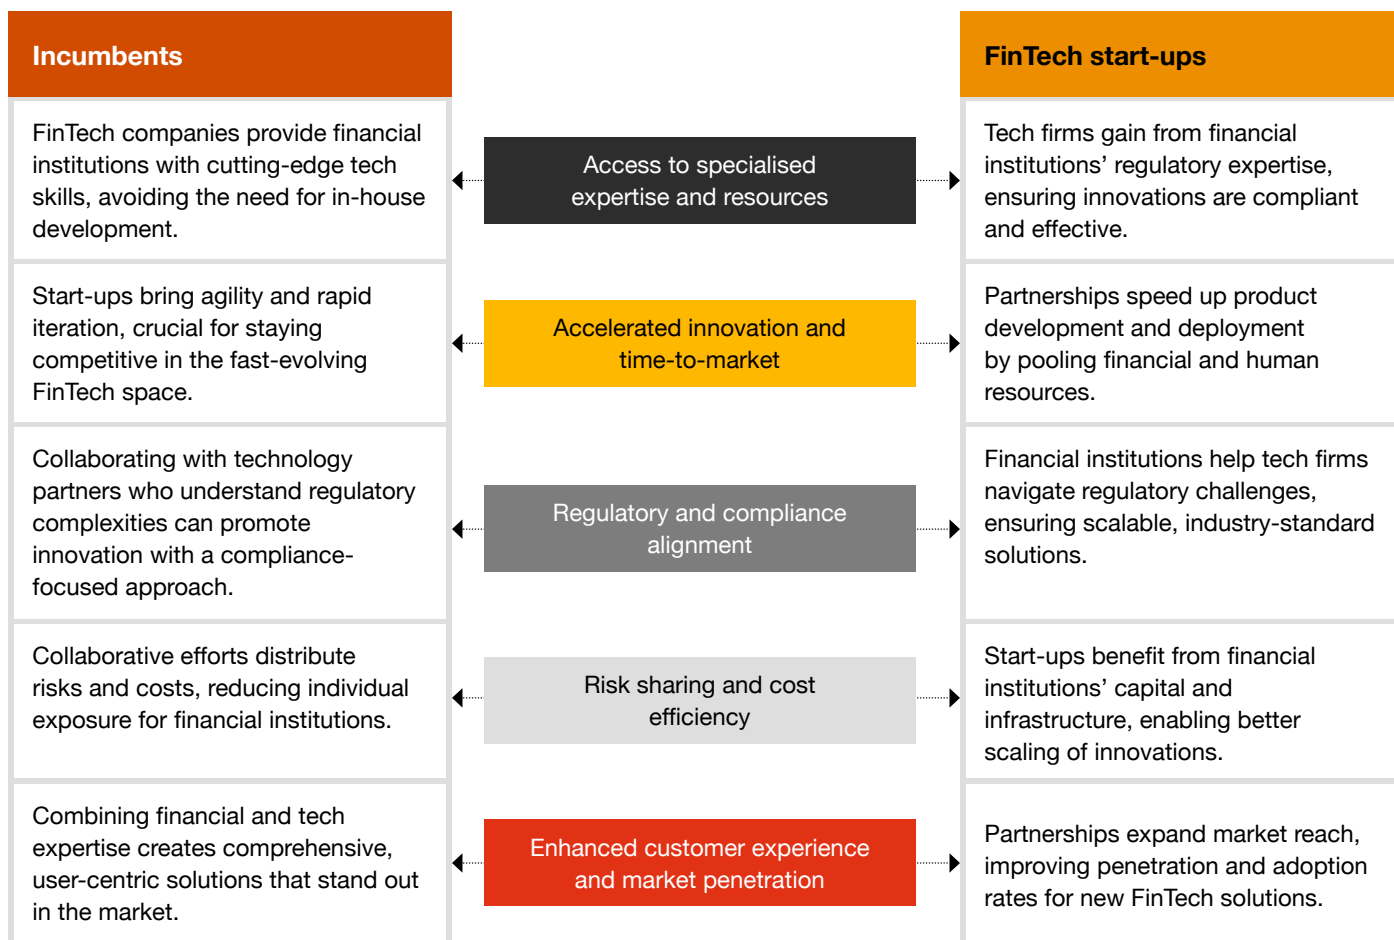 Incumbents
FinTech start-ups
FinTech companies provide financial
institutions with cutting-edge tech
skills, avoiding the need for in-house
development.
Access to specialised
expertise and resources
Tech firms gain from financial
institutions’ regulatory expertise,
ensuring innovations are compliant
and effective.
Start-ups bring agility and rapid
iteration, crucial for staying
competitive in the fast-evolving
FinTech space.
Accelerated innovation and
time-to-market
Partnerships speed up product
development and deployment
by pooling financial and human
resources.
Collaborating with technology
partners who understand regulatory
complexities can promote
innovation with a compliance-
focused approach.
Regulatory and compliance
alignment
Financial institutions help tech firms
navigate regulatory challenges,
ensuring scalable, industry-standard
solutions.
Collaborative efforts distribute
risks and costs, reducing individual
exposure for financial institutions.
Risk sharing and cost
efficiency
Start-ups benefit from financial
institutions’ capital and
infrastructure, enabling better
scaling of innovations.
Combining financial and tech
expertise creates comprehensive,
user-centric solutions that stand out
in the market.
Enhanced customer experience
and market penetration
Partnerships expand market reach,
improving penetration and adoption
rates for new FinTech solutions.